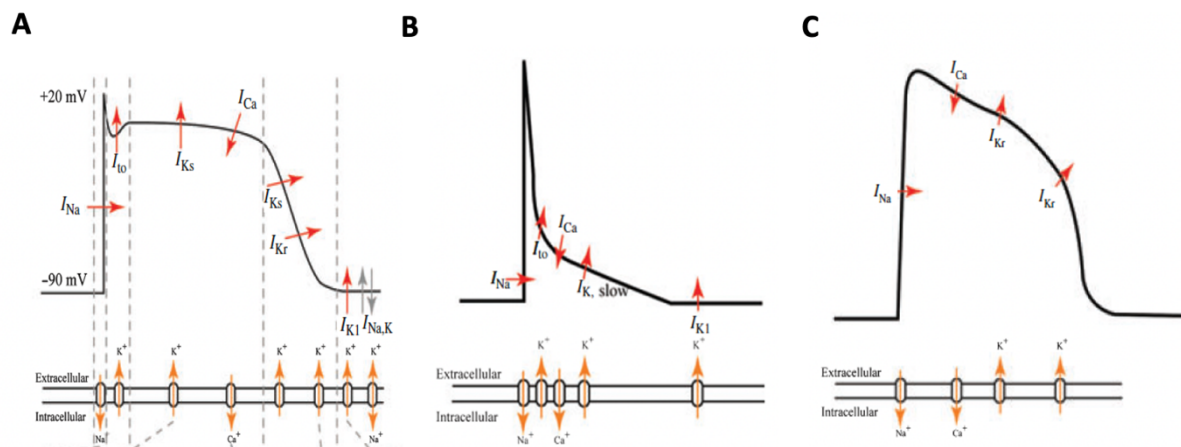 A
B
C
+20 mV
I_to
I_Ks
I_Ca
I_Na
I_Ks
I_Kr
−90 mV
I_K1
I_Na,K
K⁺
K⁺
K⁺
K⁺
K⁺
K⁺
Extracellular
Intracellular
Na⁺
Ca⁺
Na⁺
I_to
I_Ca
I_Na
I_K, slow
I_K1
K⁺
K⁺
K⁺
Extracellular
Intracellular
Na⁺
Ca⁺
I_Ca
I_Kr
I_Na
I_Kr
K⁺
K⁺
Extracellular
Intracellular
Na⁺
Ca⁺